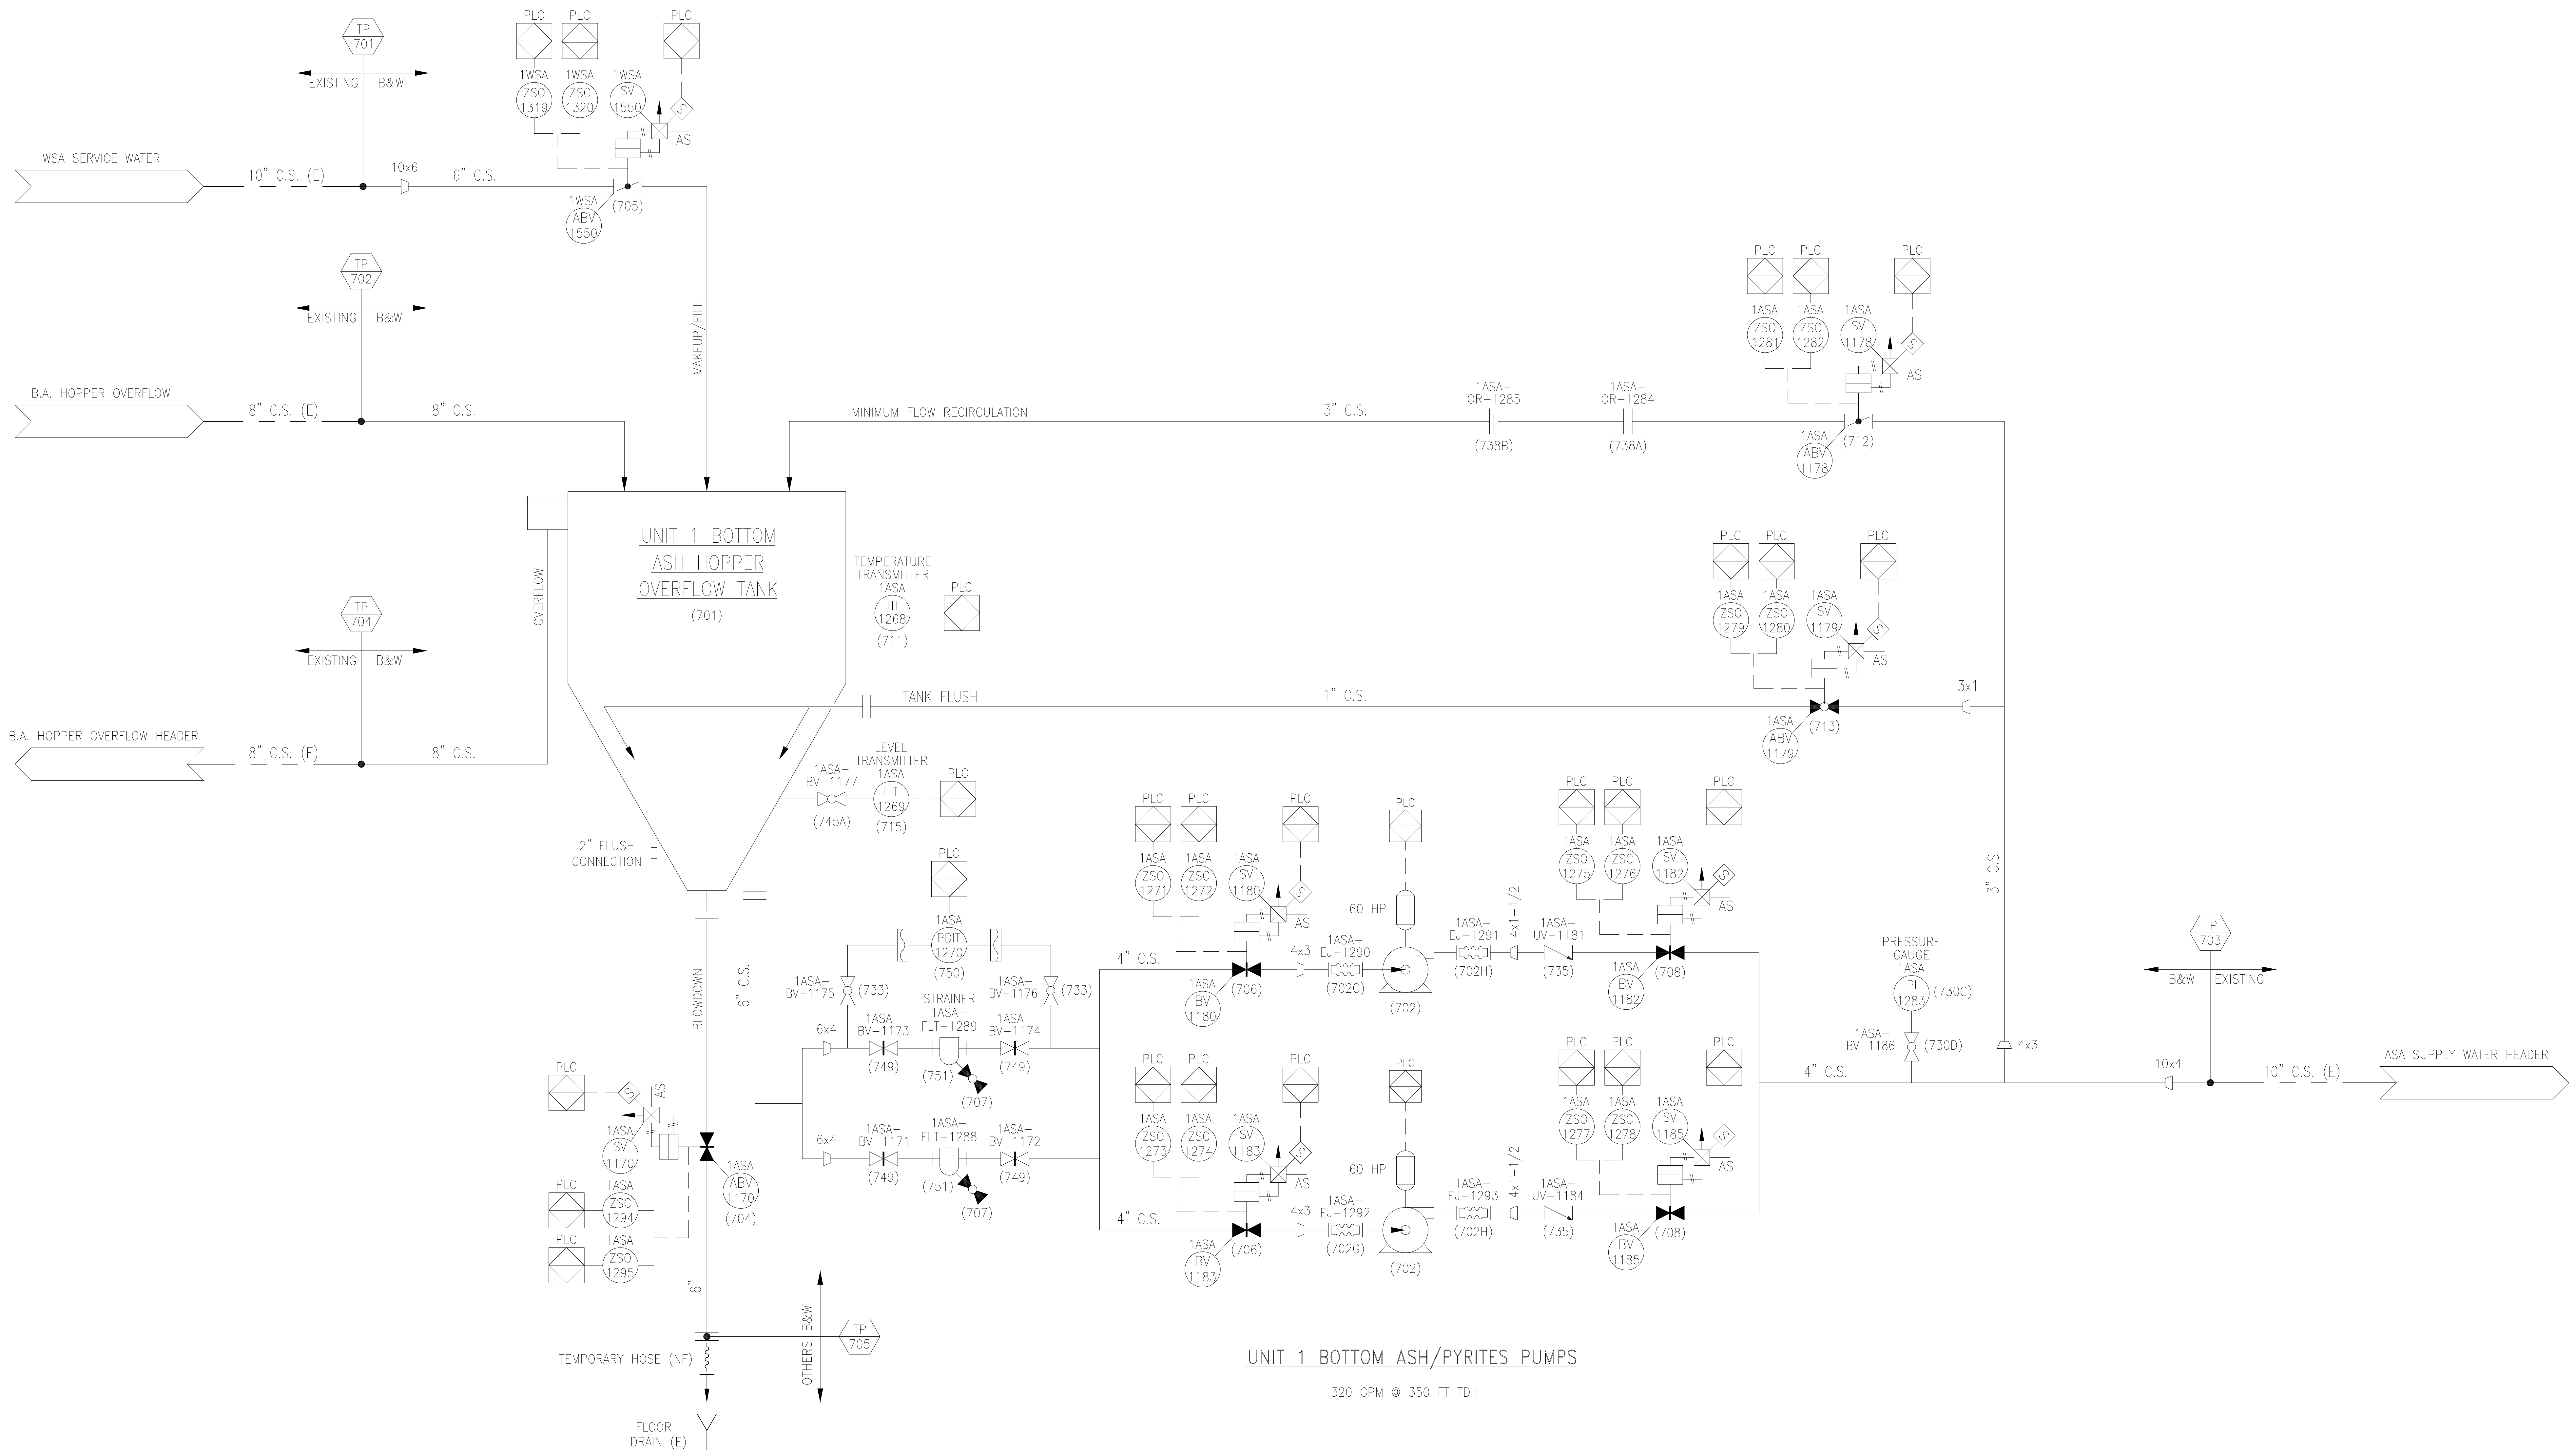 TP
701
EXISTING
B&W
PLC
PLC
PLC
1WSA
ZSO
1319
1WSA
ZSC
1320
1WSA
SV
1550
S
AS
WSA SERVICE WATER
10" C.S. (E)
10x6
6" C.S.
1WSA
ABV
1550
(705)
MAKEUP/FILL
TP
702
EXISTING
B&W
B.A. HOPPER OVERFLOW
8" C.S. (E)
8" C.S.
MINIMUM FLOW RECIRCULATION
3" C.S.
1ASA-
OR-1285
(738B)
1ASA-
OR-1284
(738A)
PLC
PLC
PLC
1ASA
ZSO
1281
1ASA
ZSC
1282
1ASA
SV
1178
S
AS
1ASA
ABV
1178
(712)
UNIT 1 BOTTOM
ASH HOPPER
OVERFLOW TANK
(701)
OVERFLOW
TEMPERATURE
TRANSMITTER
1ASA
TIT
1268
(711)
PLC
PLC
PLC
PLC
1ASA
ZSO
1279
1ASA
ZSC
1280
1ASA
SV
1179
S
AS
TP
704
EXISTING
B&W
TANK FLUSH
1" C.S.
1ASA
ABV
1179
(713)
3x1
B.A. HOPPER OVERFLOW HEADER
8" C.S. (E)
8" C.S.
LEVEL
TRANSMITTER
1ASA-
BV-1177
(745A)
1ASA
LIT
1269
(715)
PLC
2" FLUSH
CONNECTION
PLC
1ASA
PDIT
1270
(750)
PLC
PLC
PLC
PLC
1ASA
ZSO
1271
1ASA
ZSC
1272
1ASA
SV
1180
S
AS
60 HP
PLC
PLC
PLC
1ASA
ZSO
1275
1ASA
ZSC
1276
1ASA
SV
1182
S
AS
3" C.S.
6" C.S.
BLOWDOWN
1ASA-
BV-1175
(733)
STRAINER
1ASA-
FLT-1289
1ASA-
BV-1176
(733)
4" C.S.
4x3
1ASA-
EJ-1290
(702G)
1ASA
BV
1180
(706)
(702)
1ASA-
EJ-1291
(702H)
4x1-1/2
1ASA-
UV-1181
(735)
1ASA
BV
1182
(708)
6x4
1ASA-
BV-1173
(749)
(751)
(707)
1ASA-
BV-1174
(749)
PRESSURE
GAUGE
1ASA
PI
1283
(730C)
1ASA-
BV-1186
(730D)
4x3
TP
703
B&W
EXISTING
4" C.S.
10x4
10" C.S. (E)
ASA SUPPLY WATER HEADER
PLC
S
AS
1ASA
SV
1170
1ASA
ABV
1170
(704)
PLC
1ASA
ZSC
1294
PLC
1ASA
ZSO
1295
6x4
1ASA-
BV-1171
(749)
1ASA-
FLT-1288
(751)
(707)
1ASA-
BV-1172
(749)
PLC
PLC
PLC
PLC
1ASA
ZSO
1273
1ASA
ZSC
1274
1ASA
SV
1183
S
AS
60 HP
4" C.S.
4x3
1ASA-
EJ-1292
(702G)
1ASA
BV
1183
(706)
(702)
PLC
PLC
PLC
1ASA
ZSO
1277
1ASA
ZSC
1278
1ASA
SV
1185
S
AS
1ASA-
EJ-1293
(702H)
4x1-1/2
1ASA-
UV-1184
(735)
1ASA
BV
1185
(708)
6"
OTHERS
B&W
TP
705
TEMPORARY HOSE (NF)
FLOOR
DRAIN (E)
UNIT 1 BOTTOM ASH/PYRITES PUMPS
320 GPM @ 350 FT TDH